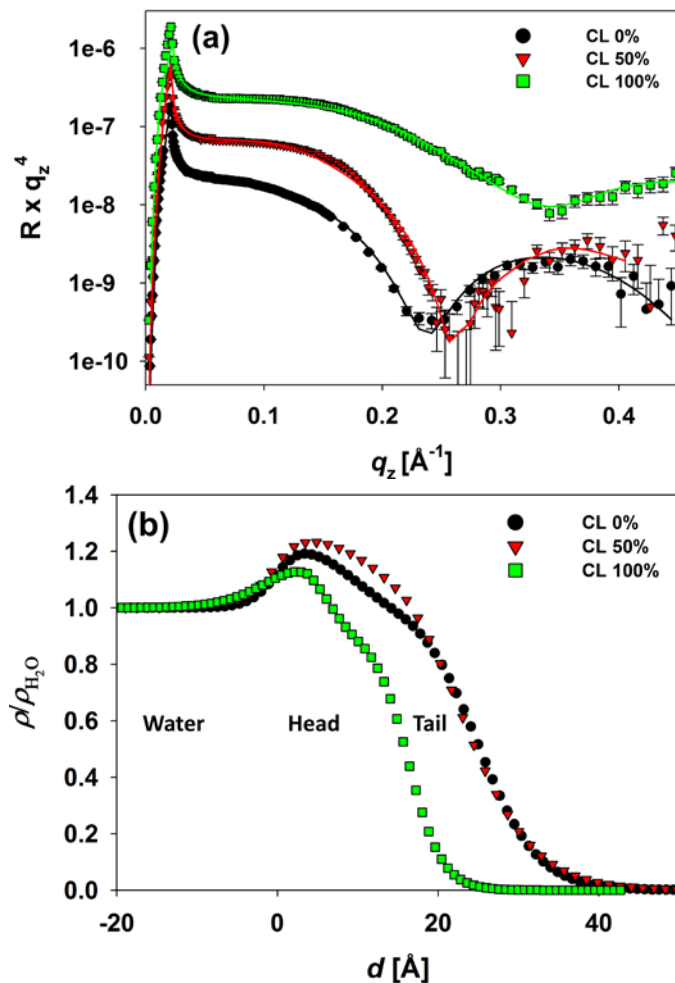 (a)
CL 0%
CL 50%
CL 100%
R x q_z^4
1e-6
1e-7
1e-8
1e-9
1e-10
0.0 0.1 0.2 0.3 0.4
q_z [Å^-1]
(b)
CL 0%
CL 50%
CL 100%
ρ/ρ_H₂O
1.4
1.2
1.0
0.8
0.6
0.4
0.2
0.0
Water Head Tail
-20 0 20 40
d [Å]